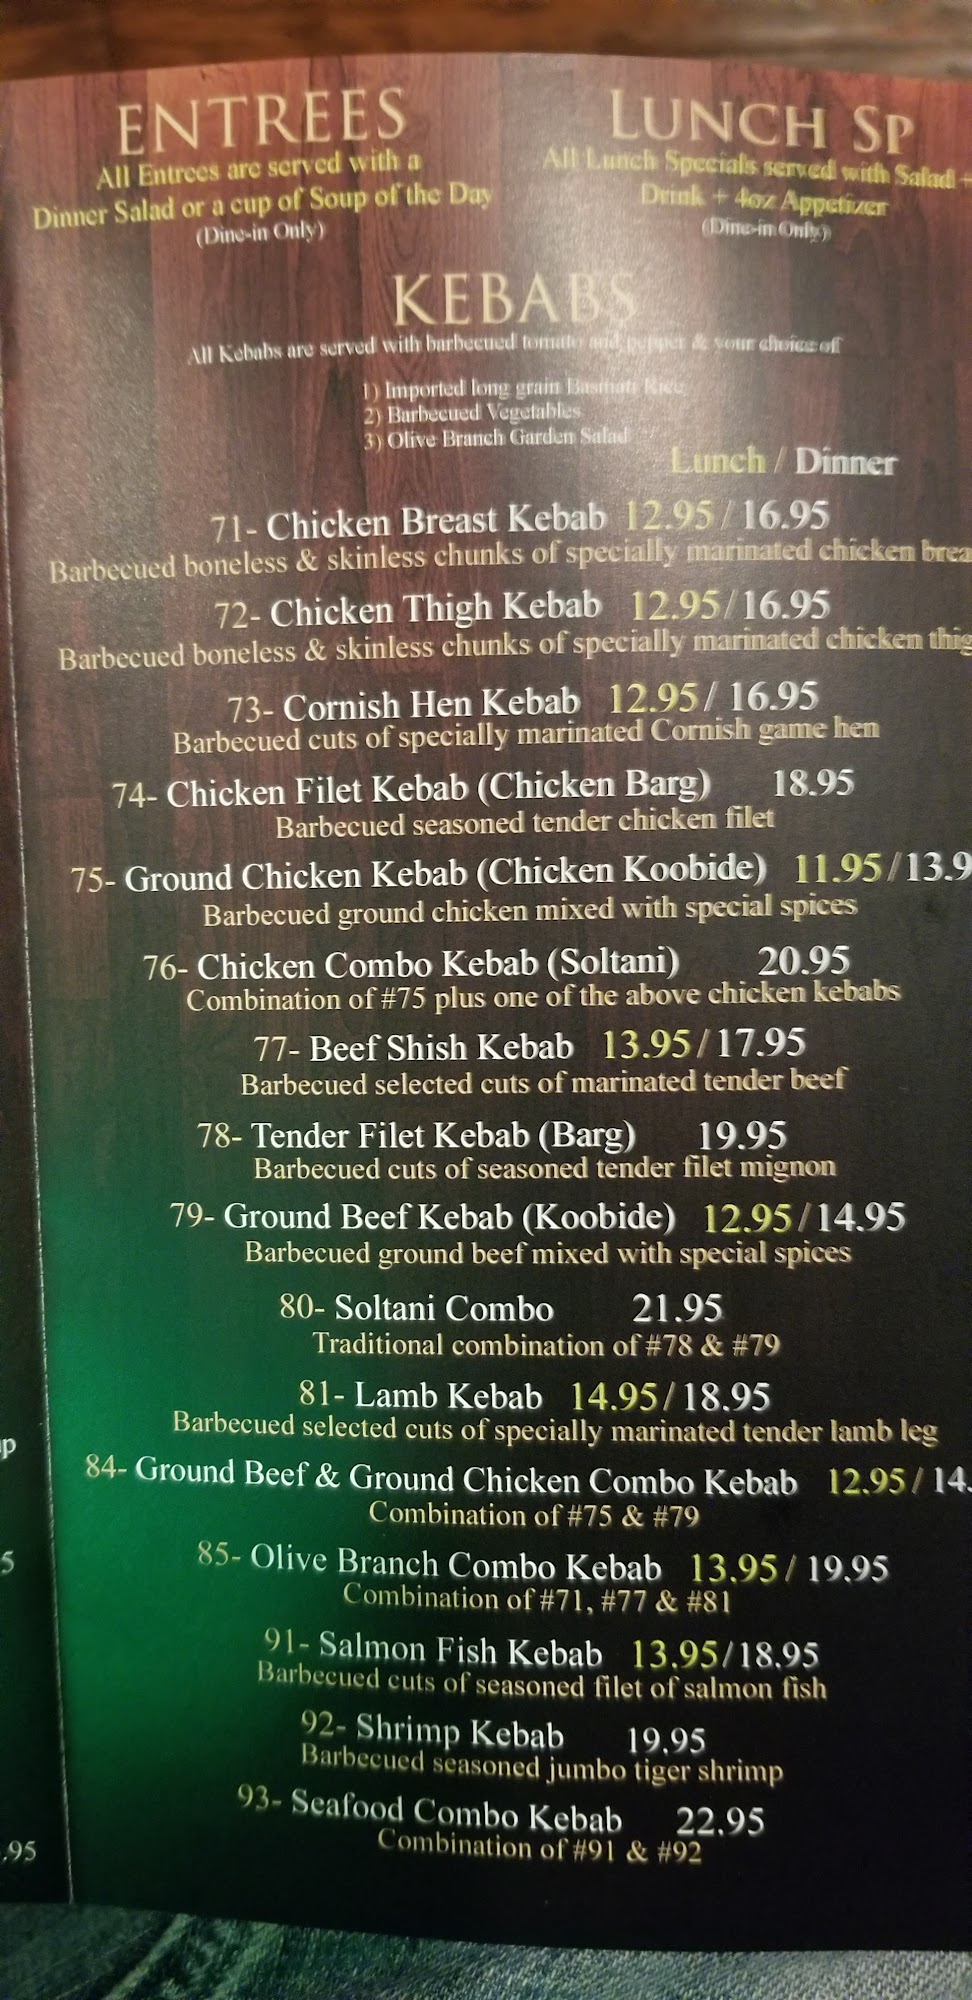 ENTREES
All Entrees are served with a
Dinner Salad or a cup of Soup of the Day
(Dine-in Only)
LUNCH SP
All Lunch Specials served with Salad +
Drink + 4oz Appetizer
(Dine-in Only)
KEBABS
All Kebabs are served with barbecued tomato and pepper & your choice of
1) Imported long grain Basmati Rice
2) Barbecued Vegetables
3) Olive Branch Garden Salad
Lunch / Dinner
71- Chicken Breast Kebab 12.95/16.95
Barbecued boneless & skinless chunks of specially marinated chicken brea
72- Chicken Thigh Kebab 12.95/16.95
Barbecued boneless & skinless chunks of specially marinated chicken thig
73- Cornish Hen Kebab 12.95/ 16.95
Barbecued cuts of specially marinated Cornish game hen
74- Chicken Filet Kebab (Chicken Barg) 18.95
Barbecued seasoned tender chicken filet
75- Ground Chicken Kebab (Chicken Koobide) 11.95/13.9
Barbecued ground chicken mixed with special spices
76- Chicken Combo Kebab (Soltani) 20.95
Combination of #75 plus one of the above chicken kebabs
77- Beef Shish Kebab 13.95/17.95
Barbecued selected cuts of marinated tender beef
78- Tender Filet Kebab (Barg) 19.95
Barbecued cuts of seasoned tender filet mignon
79- Ground Beef Kebab (Koobide) 12.95/14.95
Barbecued ground beef mixed with special spices
80- Soltani Combo 21.95
Traditional combination of #78 & #79
81- Lamb Kebab 14.95/ 18.95
Barbecued selected cuts of specially marinated tender lamb leg
84- Ground Beef & Ground Chicken Combo Kebab 12.95/ 14.
Combination of #75 & #79
85- Olive Branch Combo Kebab 13.95/ 19.95
Combination of #71, #77 & #81
91- Salmon Fish Kebab 13.95/18.95
Barbecued cuts of seasoned filet of salmon fish
92- Shrimp Kebab 19.95
Barbecued seasoned jumbo tiger shrimp
93- Seafood Combo Kebab 22.95
Combination of #91 & #92
p
5
.95